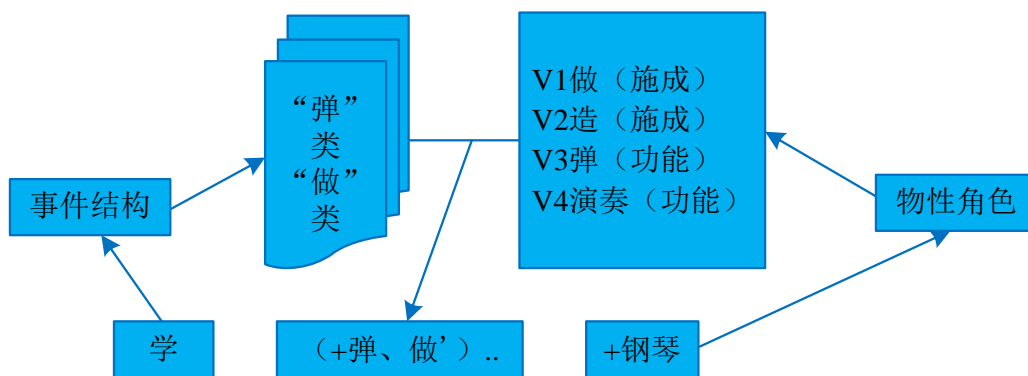 “弹”
类
“做”
类
V1做（施成）
V2造（施成）
V3弹（功能）
V4演奏（功能）
事件结构
物性角色
学
（+弹、做’）..
+钢琴